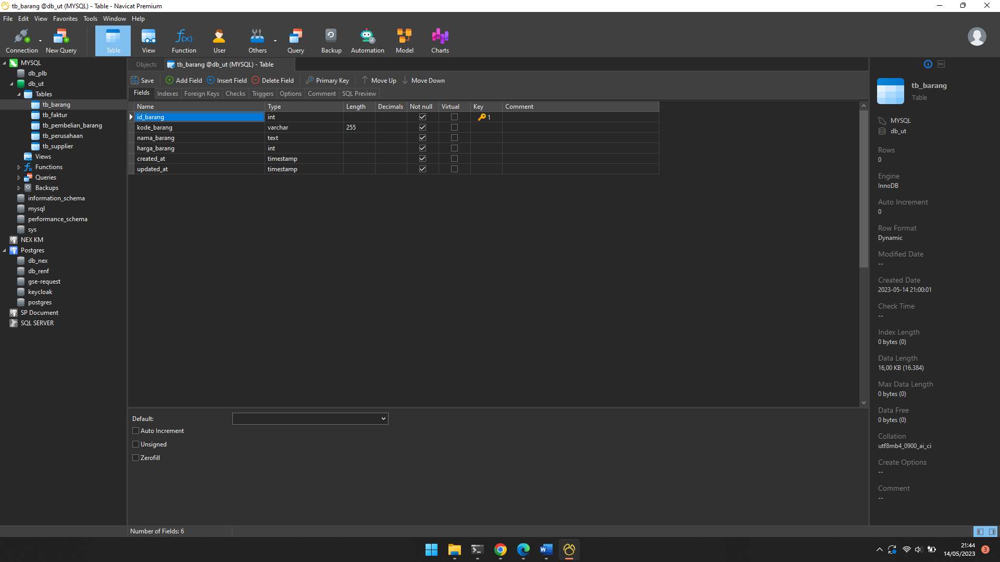 tb_barang @db_ut (MYSQL) - Table - Navicat Premium
File Edit View Favorites Tools Window Help
Connection New Query Table View Function User Others Query Backup Automation Model Charts
MYSQL
db_plb
db_ut
Tables
tb_barang
tb_faktur
tb_pembelian_barang
tb_perusahaan
tb_supplier
Views
Functions
Queries
Backups
information_schema
mysql
performance_schema
sys
NEX KM
Postgres
db_nex
db_renf
gse-request
keycloak
postgres
SP Document
SQL SERVER
Objects tb_barang @db_ut (MYSQL) - Table
Save Add Field Insert Field Delete Field Primary Key Move Up Move Down
Fields Indexes Foreign Keys Checks Triggers Options Comment SQL Preview
Name Type Length Decimals Not null Virtual Key Comment
id_barang int 1
kode_barang varchar 255
nama_barang text
harga_barang int
created_at timestamp
updated_at timestamp
Default:
Auto Increment
Unsigned
Zerofill
Number of Fields: 6
tb_barang
Table
MYSQL
db_ut
Rows
0
Engine
InnoDB
Auto Increment
0
Row Format
Dynamic
Modified Date
--
Created Date
2023-05-14 21:00:01
Check Time
--
Index Length
0 bytes (0)
Data Length
16,00 KB (16.384)
Max Data Length
0 bytes (0)
Data Free
0 bytes (0)
Collation
utf8mb4_0900_ai_ci
Create Options
--
Comment
--
21:44
14/05/2023
3